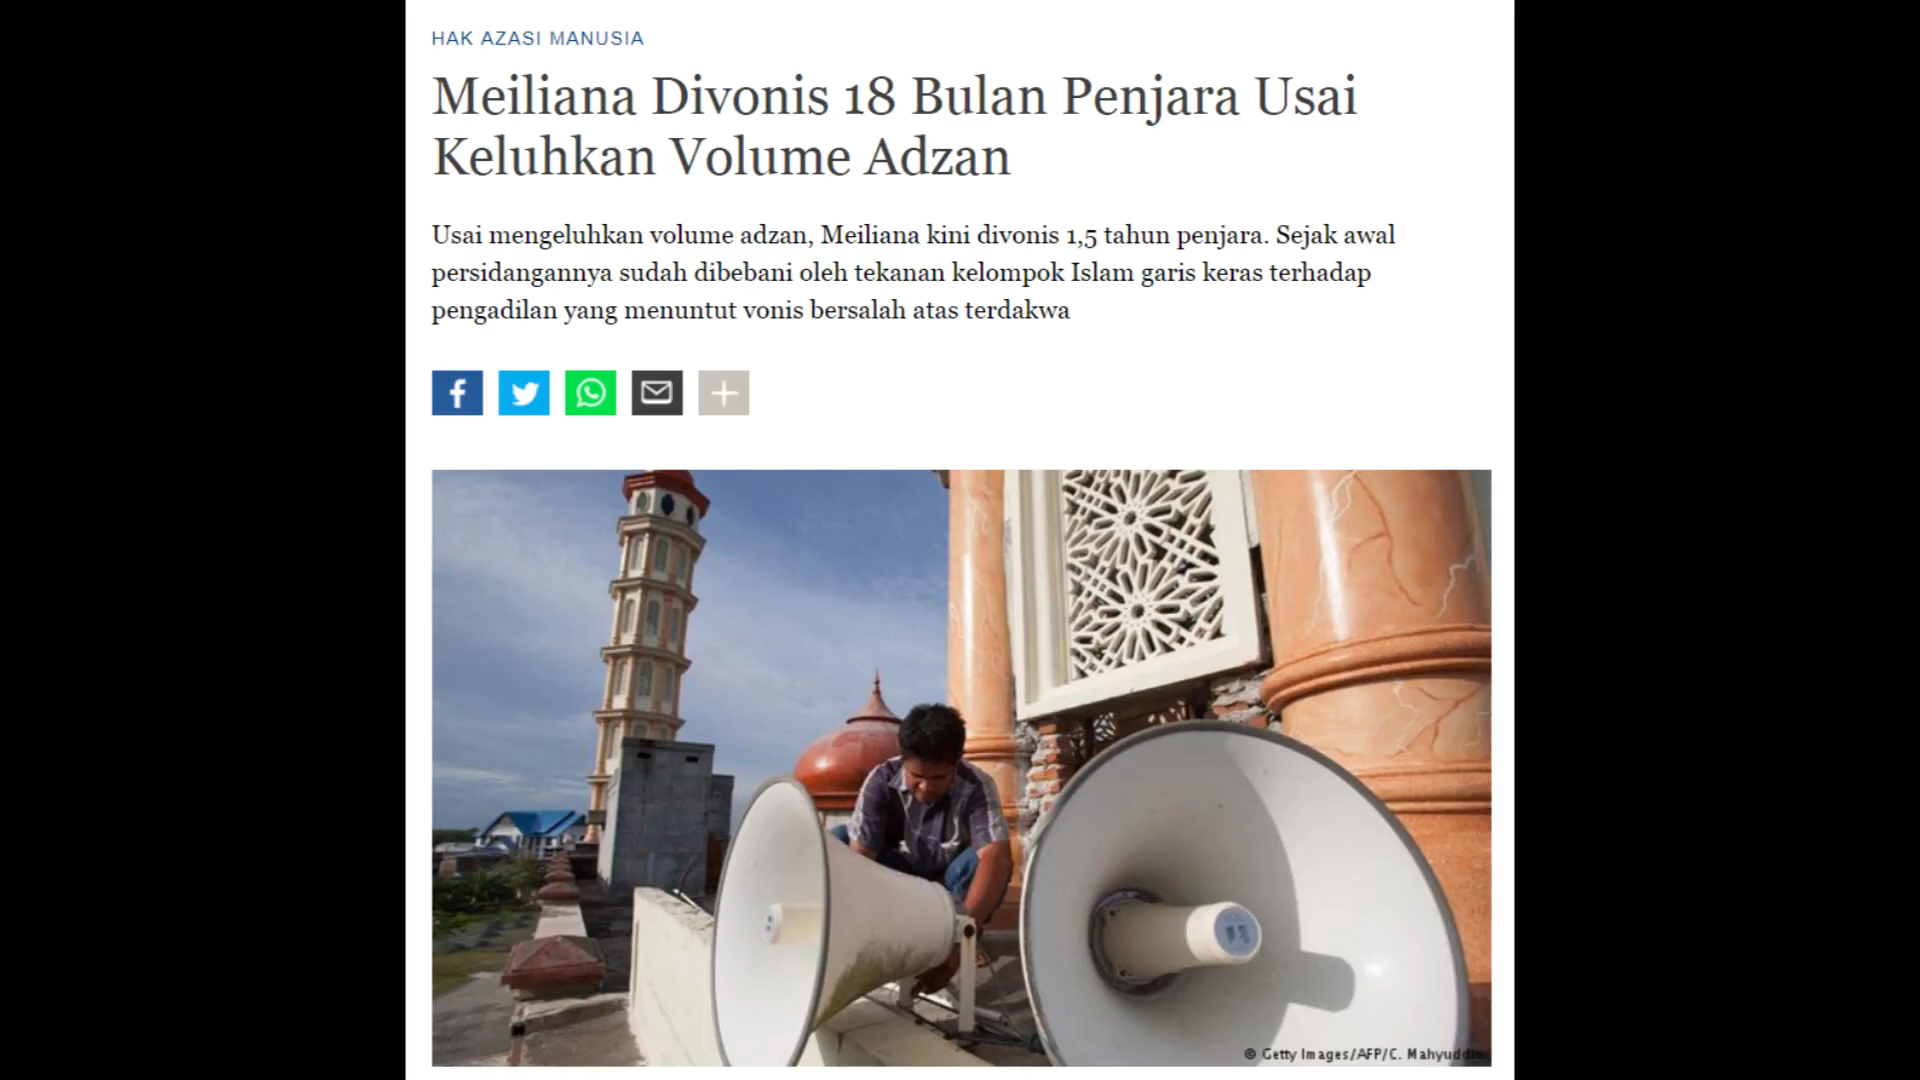 HAK AZASI MANUSIA
Meiliana Divonis 18 Bulan Penjara Usai
Keluhkan Volume Adzan
Usai mengeluhkan volume adzan, Meiliana kini divonis 1,5 tahun penjara. Sejak awal
persidangannya sudah dibebani oleh tekanan kelompok Islam garis keras terhadap
pengadilan yang menuntut vonis bersalah atas terdakwa
© Getty Images/AFP/C. Mahyuddin